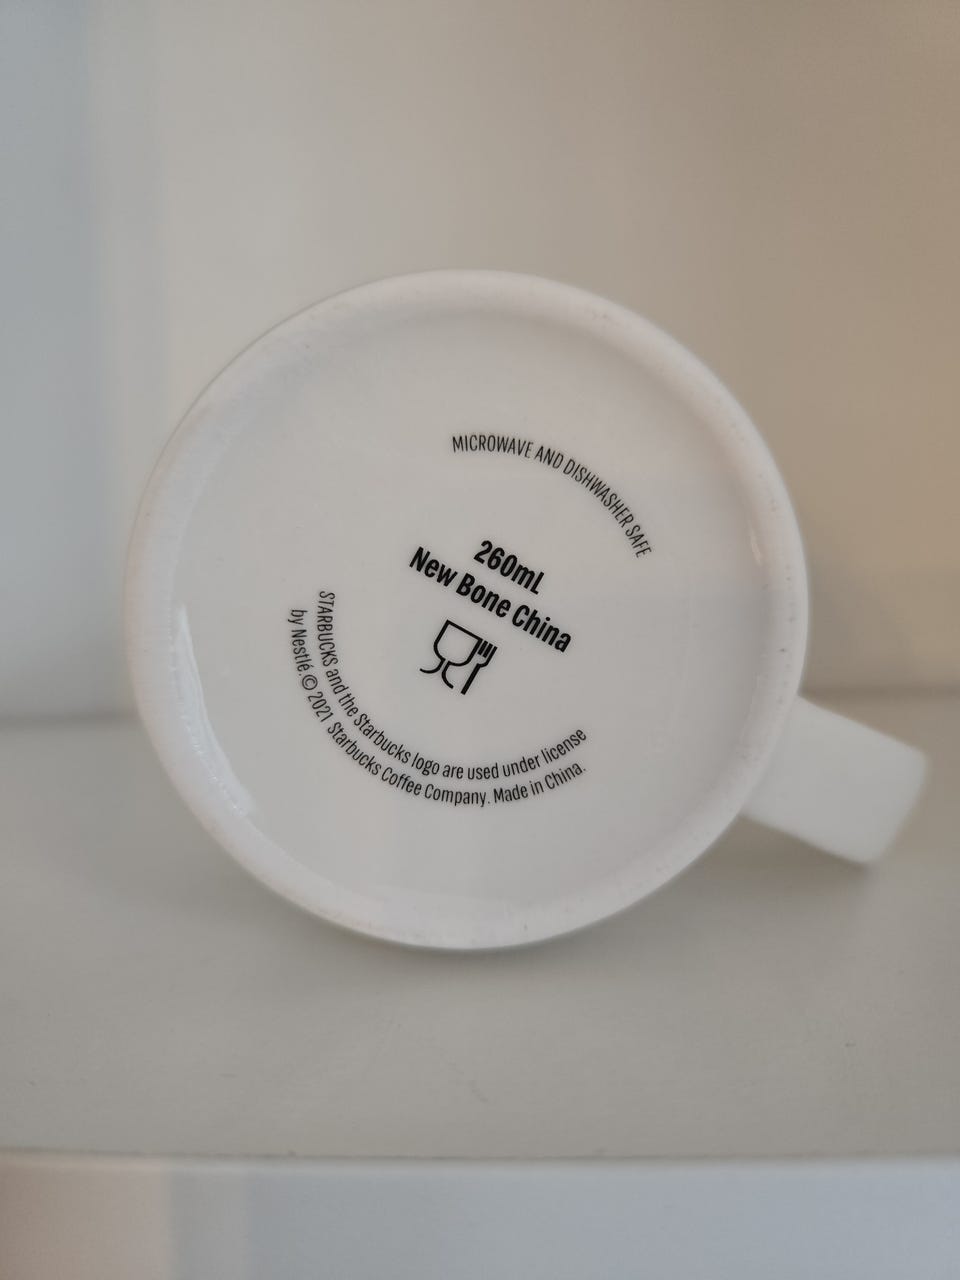 MICROWAVE AND DISHWASHER SAFE
260mL
New Bone China
STARBUCKS and the Starbucks logo are used under license
by Nestlé.© 2021 Starbucks Coffee Company. Made in China.